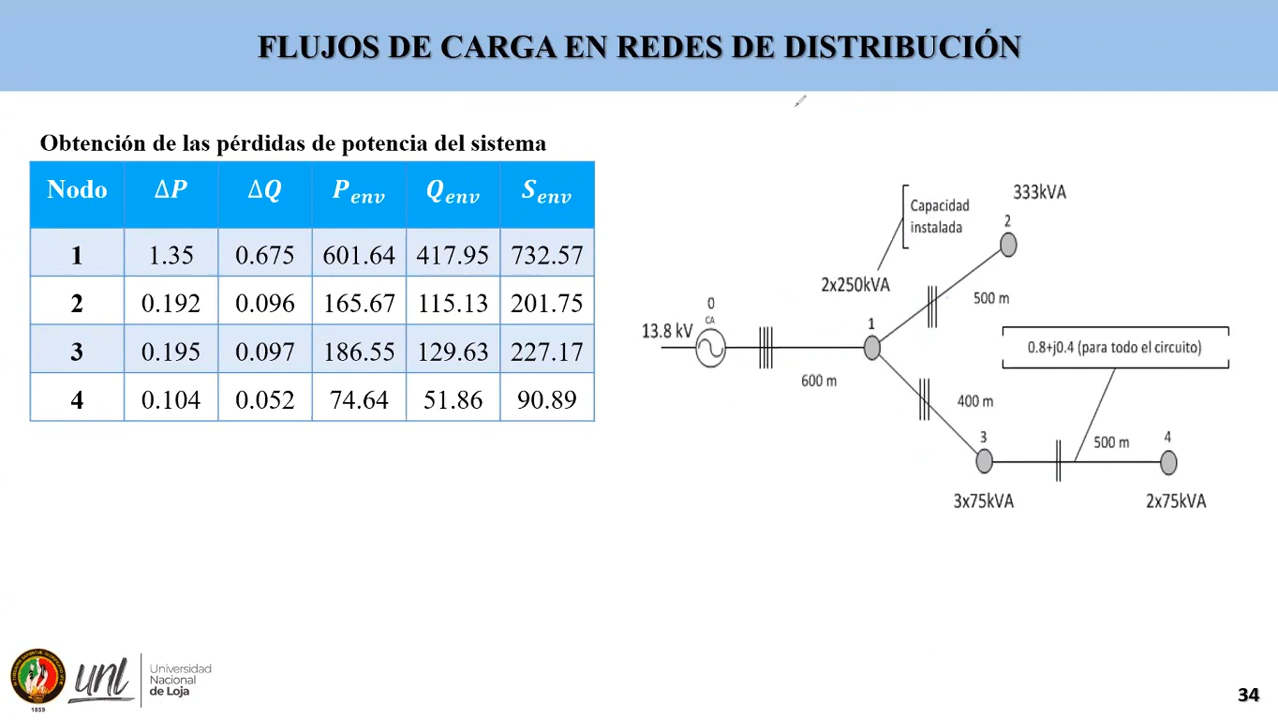 FLUJOS DE CARGA EN REDES DE DISTRIBUCIÓN
Obtención de las pérdidas de potencia del sistema
Nodo ΔP ΔQ P_env Q_env S_env
1 1.35 0.675 601.64 417.95 732.57
2 0.192 0.096 165.67 115.13 201.75
3 0.195 0.097 186.55 129.63 227.17
4 0.104 0.052 74.64 51.86 90.89
Capacidad
instalada
333kVA
2
2x250kVA
500 m
0
CA
13.8 kV
1
600 m
0.8+j0.4 (para todo el circuito)
400 m
3
500 m
4
3x75kVA
2x75kVA
1859
unl
Universidad
Nacional
de Loja
34